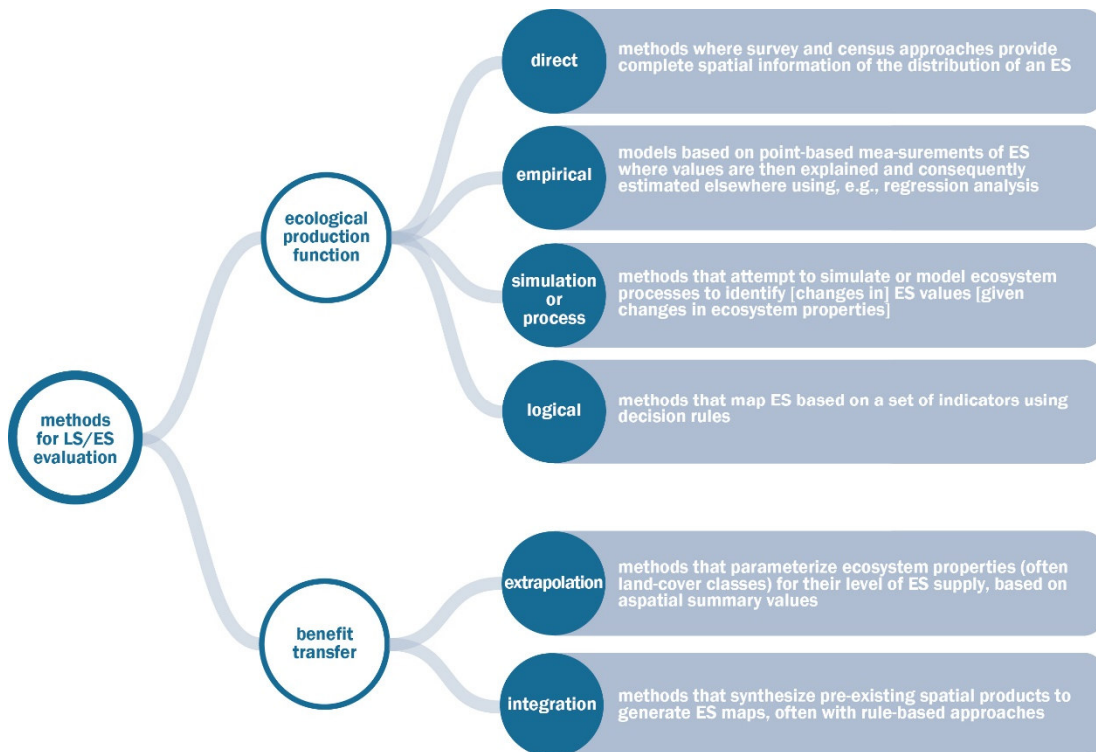 methods
for LS/ES
evaluation
ecological
production
function
direct
methods where survey and census approaches provide
complete spatial information of the distribution of an ES
empirical
models based on point-based mea-surements of ES
where values are then explained and consequently
estimated elsewhere using, e.g., regression analysis
simulation
or
process
methods that attempt to simulate or model ecosystem
processes to identify [changes in] ES values [given
changes in ecosystem properties]
logical
methods that map ES based on a set of indicators using
decision rules
benefit
transfer
extrapolation
methods that parameterize ecosystem properties (often
land-cover classes) for their level of ES supply, based on
aspatial summary values
integration
methods that synthesize pre-existing spatial products to
generate ES maps, often with rule-based approaches